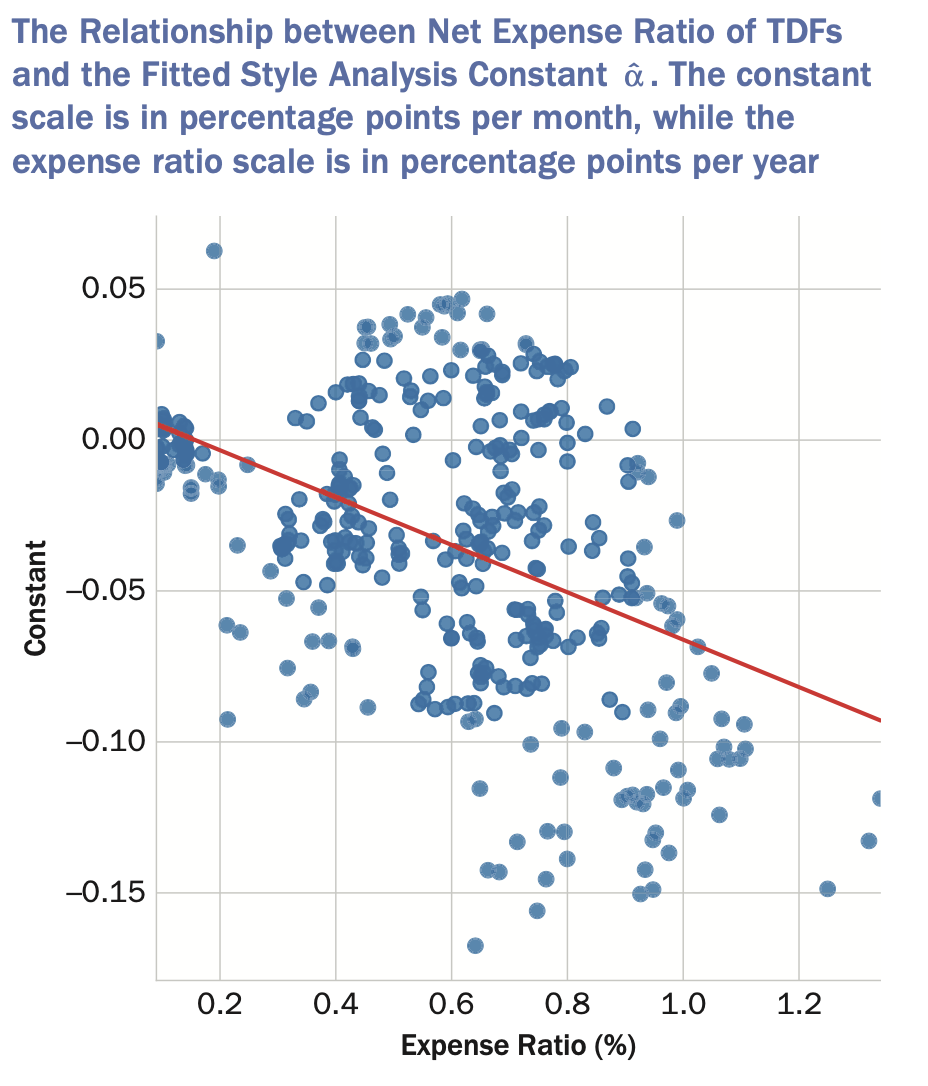 The Relationship between Net Expense Ratio of TDFs
and the Fitted Style Analysis Constant α̂. The constant
scale is in percentage points per month, while the
expense ratio scale is in percentage points per year
0.05
0.00
–0.05
–0.10
–0.15
Constant
0.2 0.4 0.6 0.8 1.0 1.2
Expense Ratio (%)